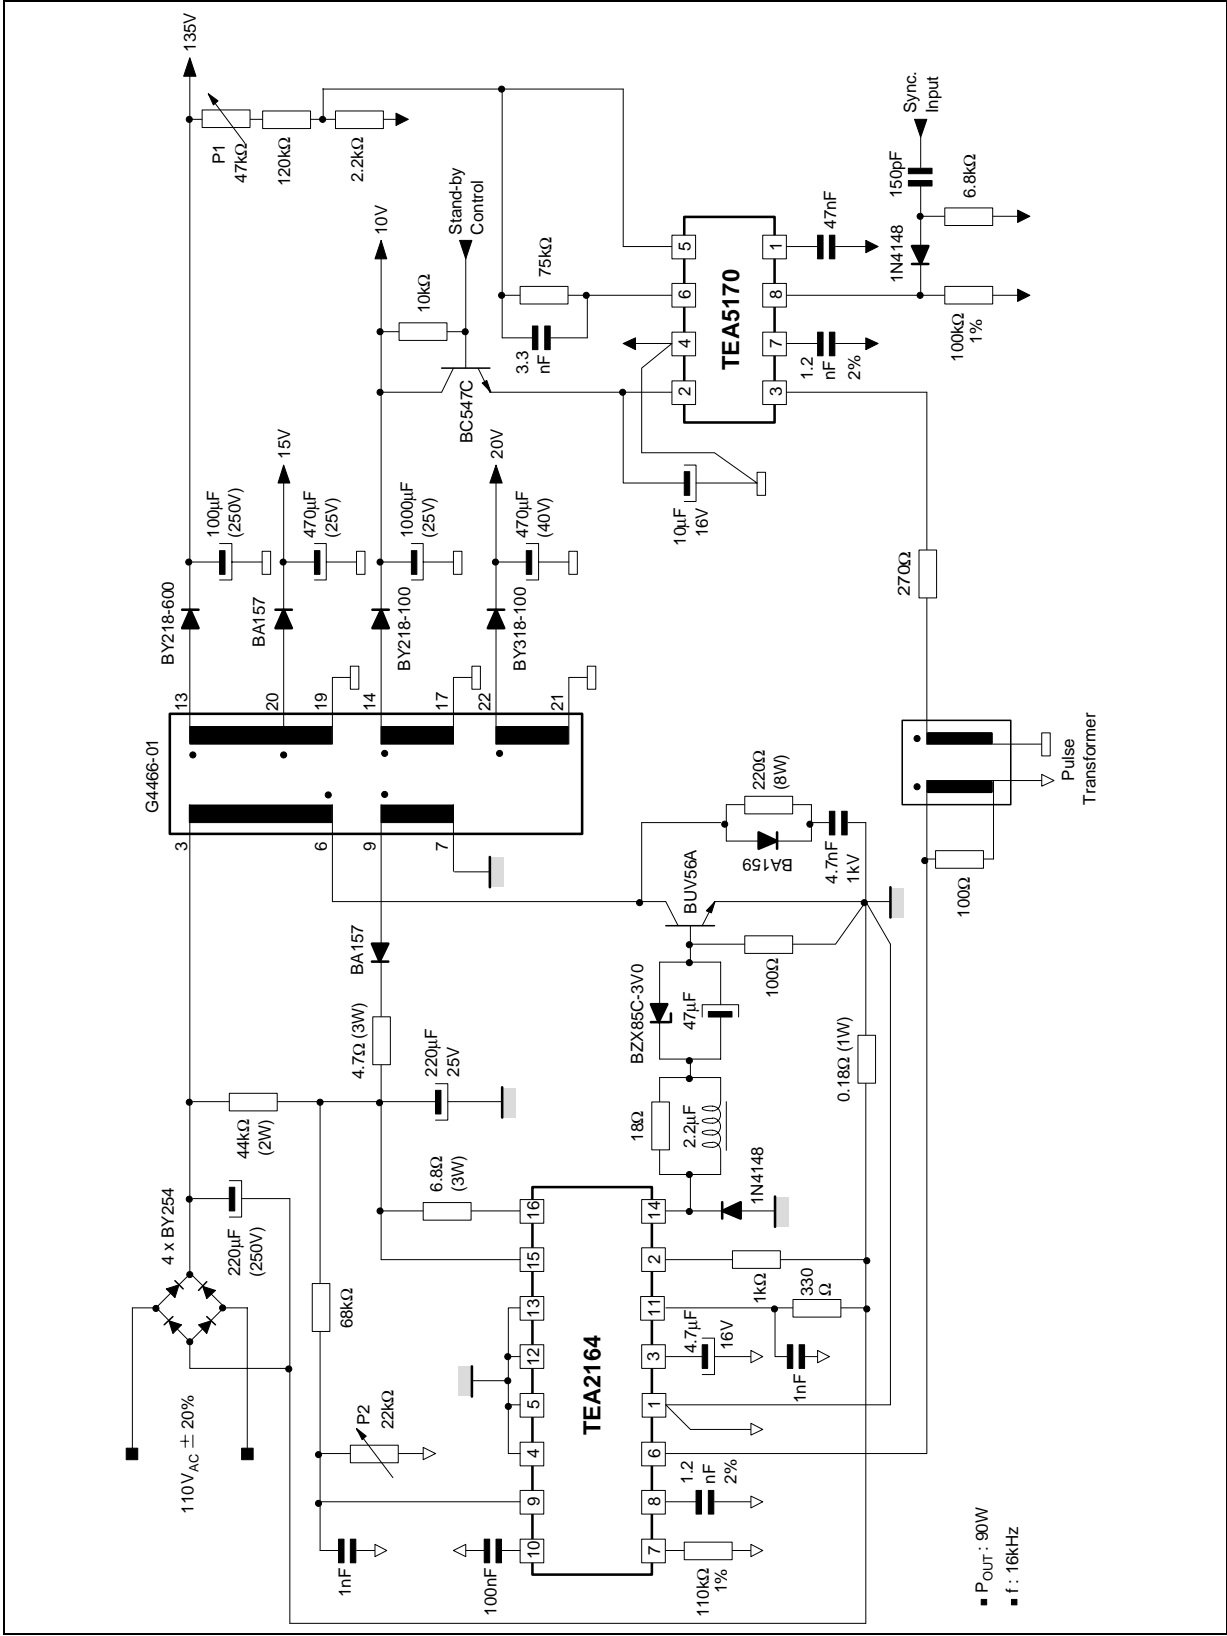 4 x BY254
110V_AC ± 20%
220µF
(250V)
44kΩ
(2W)
68kΩ
P2
22kΩ
1nF
100nF
6.8Ω
(3W)
220µF
25V
4.7Ω (3W)
BA157
G4466-01
3
6
9
7
13
20
19
14
17
22
21
BY218-600
BA157
BY218-100
BY318-100
100µF
(250V)
470µF
(25V)
1000µF
(25V)
470µF
(40V)
135V
15V
10V
20V
P1
47kΩ
120kΩ
2.2kΩ
10kΩ
Stand-by
Control
BC547C
3.3
nF
75kΩ
10µF
16V
TEA5170
2
4
6
5
3
7
8
1
1.2
nF
2%
47nF
1N4148
150pF
Sync.
Input
100kΩ
1%
6.8kΩ
270Ω
Pulse
Transformer
100Ω
TEA2164
10
9
4
5
12
13
15
16
7
8
6
1
3
11
2
14
110kΩ
1%
1.2
nF
2%
4.7µF
16V
1nF
330
Ω
1kΩ
1N4148
18Ω
2.2µF
BZX85C-3V0
47µF
100Ω
BUV56A
BA159
220Ω
(8W)
4.7nF
1kV
0.18Ω (1W)
■ P_OUT : 90W
■ f : 16kHz